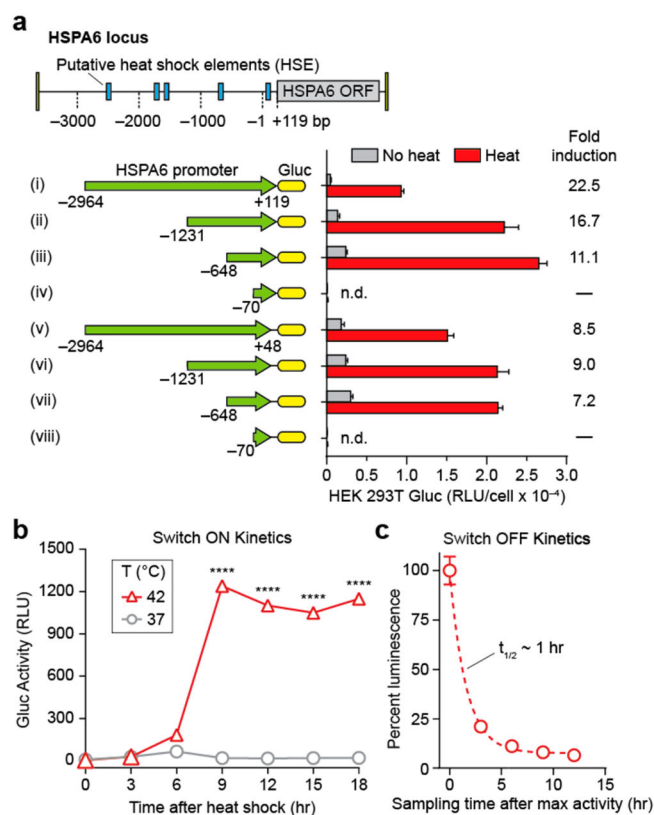 a
HSPA6 locus
Putative heat shock elements (HSE)
HSPA6 ORF
−3000 −2000 −1000 −1 +119 bp
No heat Heat Fold induction
HSPA6 promoter Gluc
(i) −2964 +119 22.5
(ii) −1231 16.7
(iii) −648 11.1
(iv) −70 n.d. —
(v) −2964 +48 8.5
(vi) −1231 9.0
(vii) −648 7.2
(viii) −70 n.d. —
0 0.5 1.0 1.5 2.0 2.5 3.0
HEK 293T Gluc (RLU/cell x 10⁻⁴)
b
Switch ON Kinetics
Gluc Activity (RLU)
1500
1200
900
600
300
0
T (°C)
42
37
**** **** **** ****
0 3 6 9 12 15 18
Time after heat shock (hr)
c
Switch OFF Kinetics
Percent luminescence
100
75
50
25
0
t1/2 ~ 1 hr
0 5 10 15
Sampling time after max activity (hr)